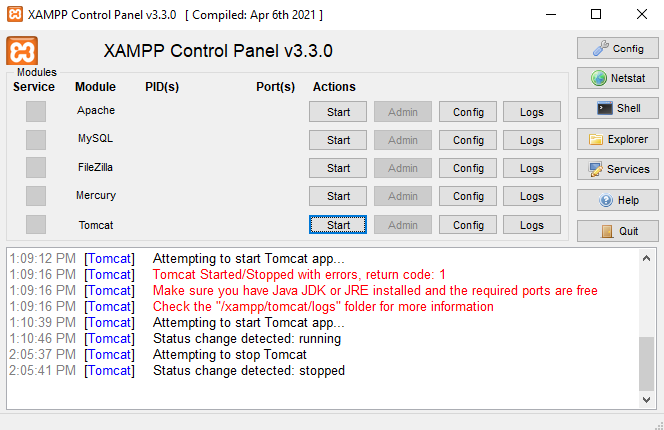 XAMPP Control Panel v3.3.0 [ Compiled: Apr 6th 2021 ]
XAMPP Control Panel v3.3.0
Config
Modules
Service Module PID(s) Port(s) Actions
Netstat
Apache Start Admin Config Logs
Shell
MySQL Start Admin Config Logs
Explorer
FileZilla Start Admin Config Logs
Services
Mercury Start Admin Config Logs
Help
Tomcat Start Admin Config Logs
Quit
1:09:12 PM [Tomcat] Attempting to start Tomcat app...
1:09:16 PM [Tomcat] Tomcat Started/Stopped with errors, return code: 1
1:09:16 PM [Tomcat] Make sure you have Java JDK or JRE installed and the required ports are free
1:09:16 PM [Tomcat] Check the "/xampp/tomcat/logs" folder for more information
1:10:39 PM [Tomcat] Attempting to start Tomcat app...
1:10:46 PM [Tomcat] Status change detected: running
2:05:37 PM [Tomcat] Attempting to stop Tomcat
2:05:41 PM [Tomcat] Status change detected: stopped